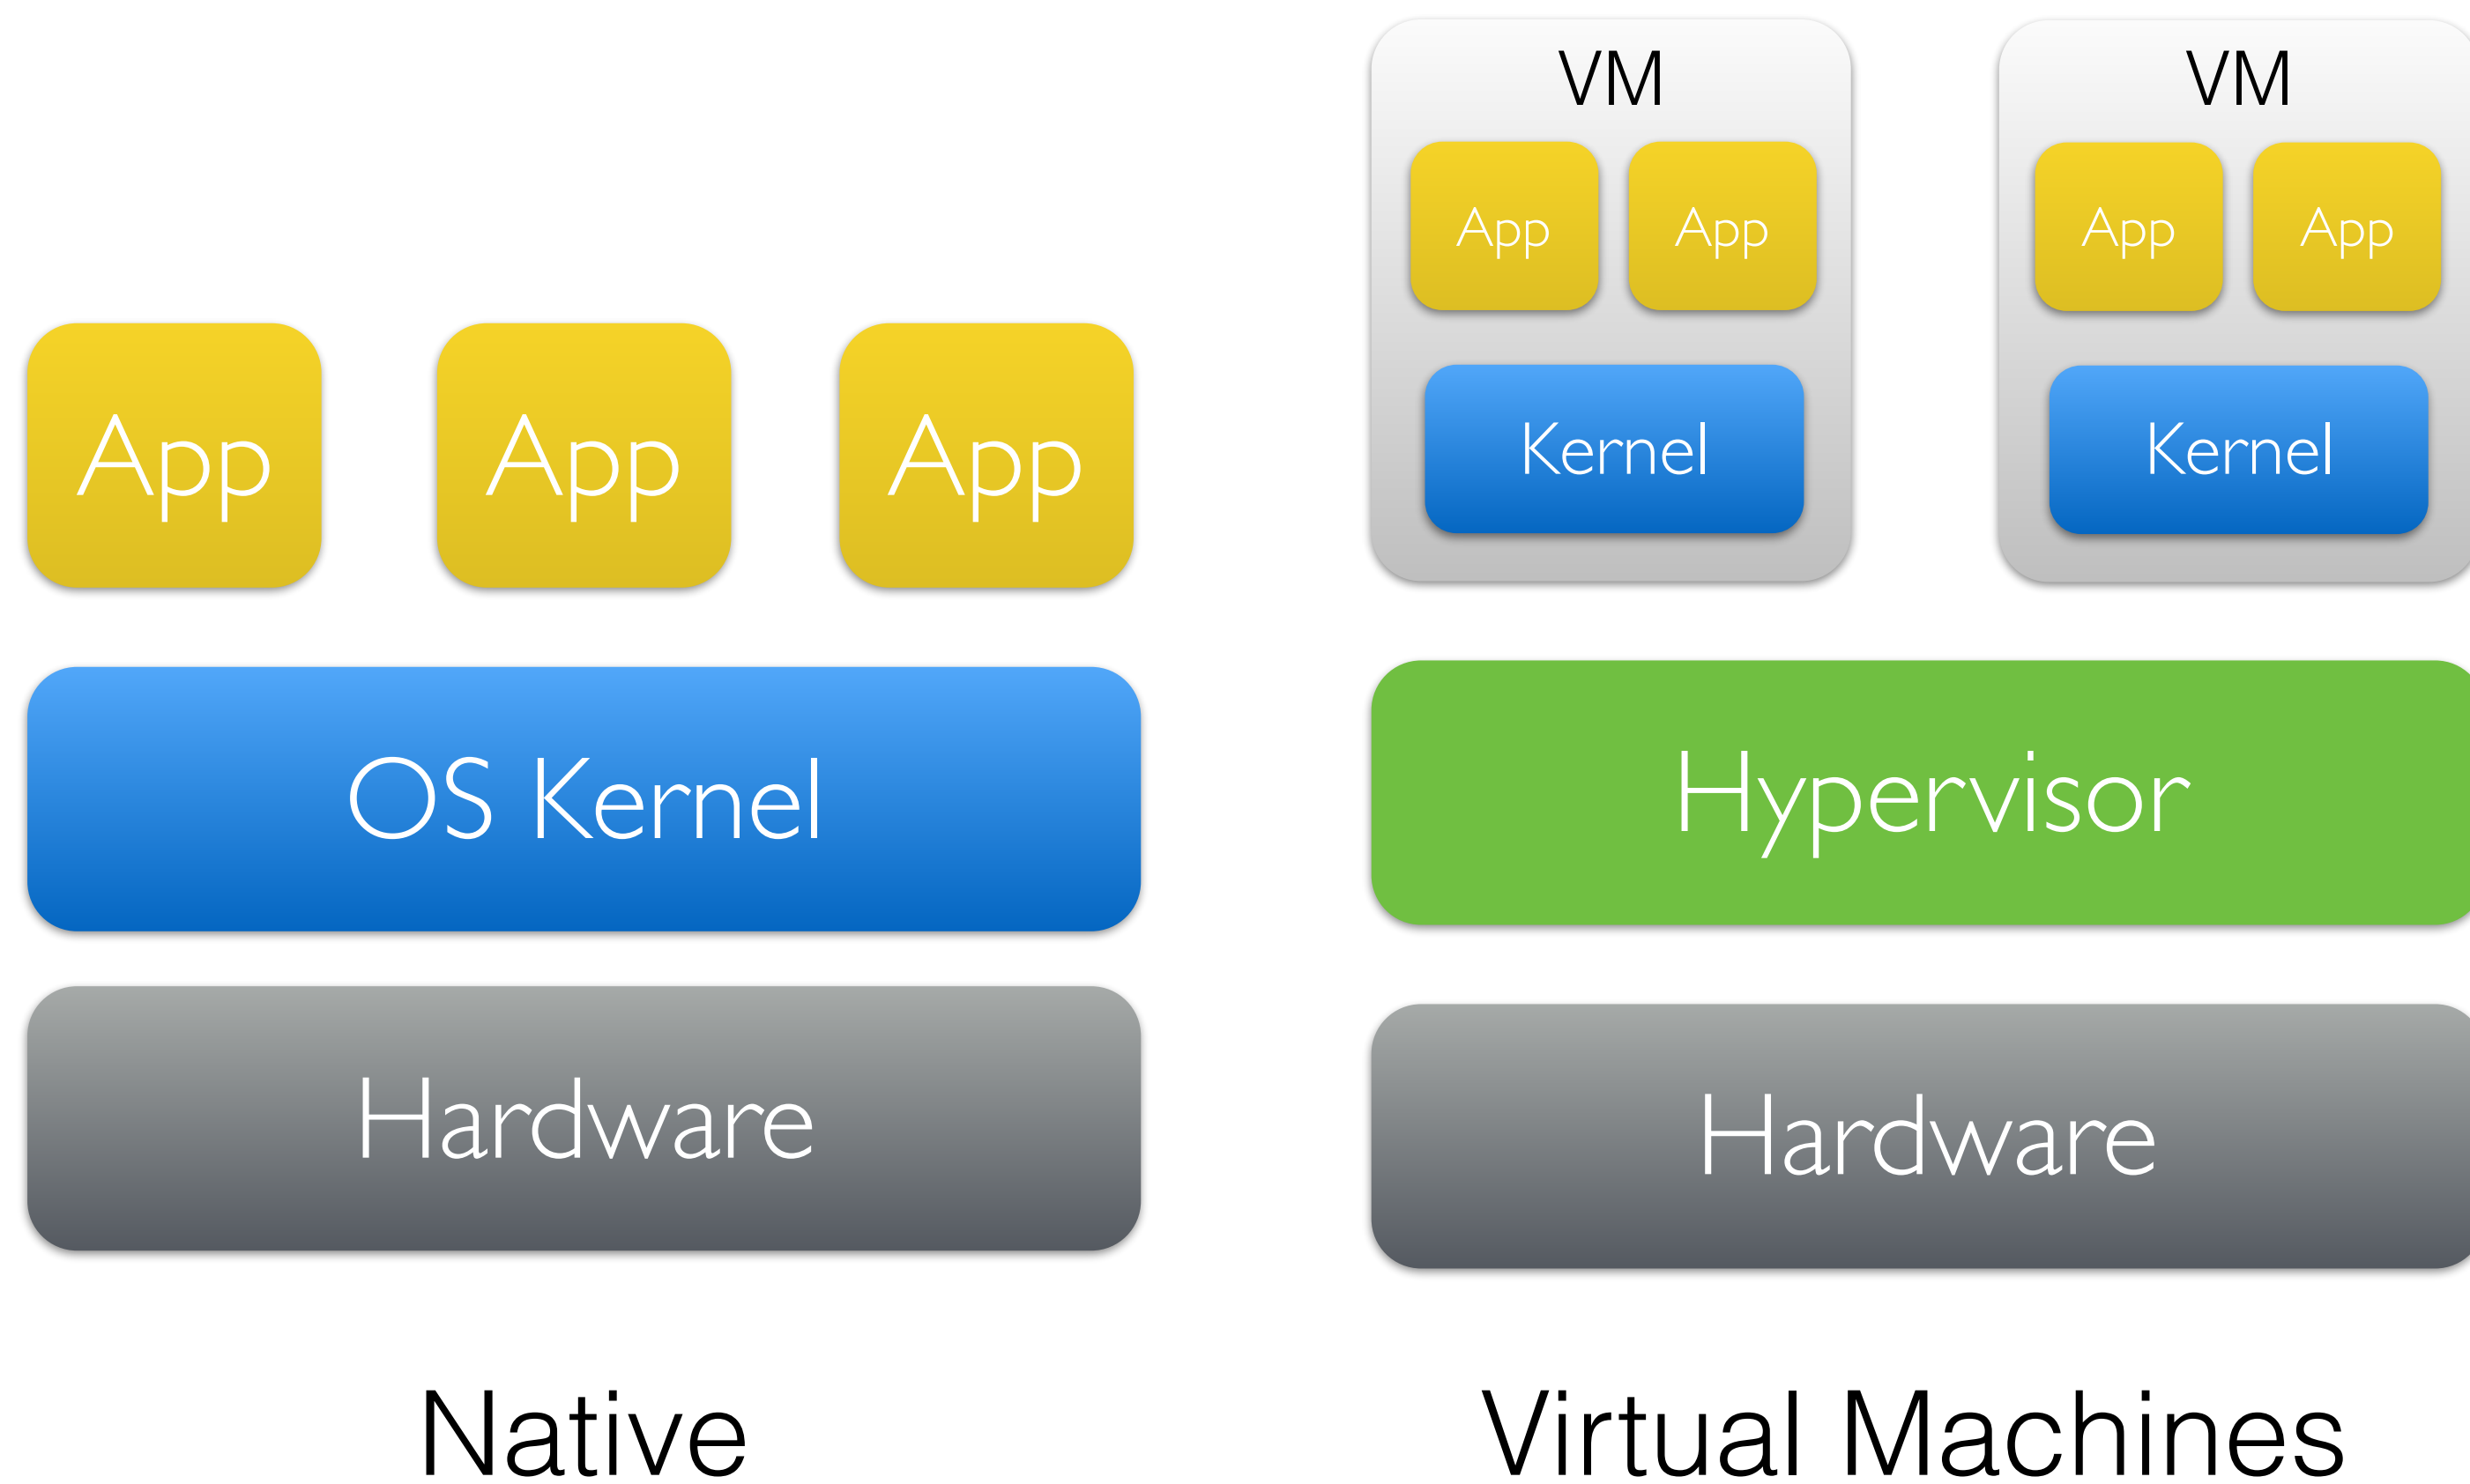 VM VM
App App App App
Kernel Kernel
App App App
OS Kernel Hypervisor
Hardware Hardware
Native Virtual Machines